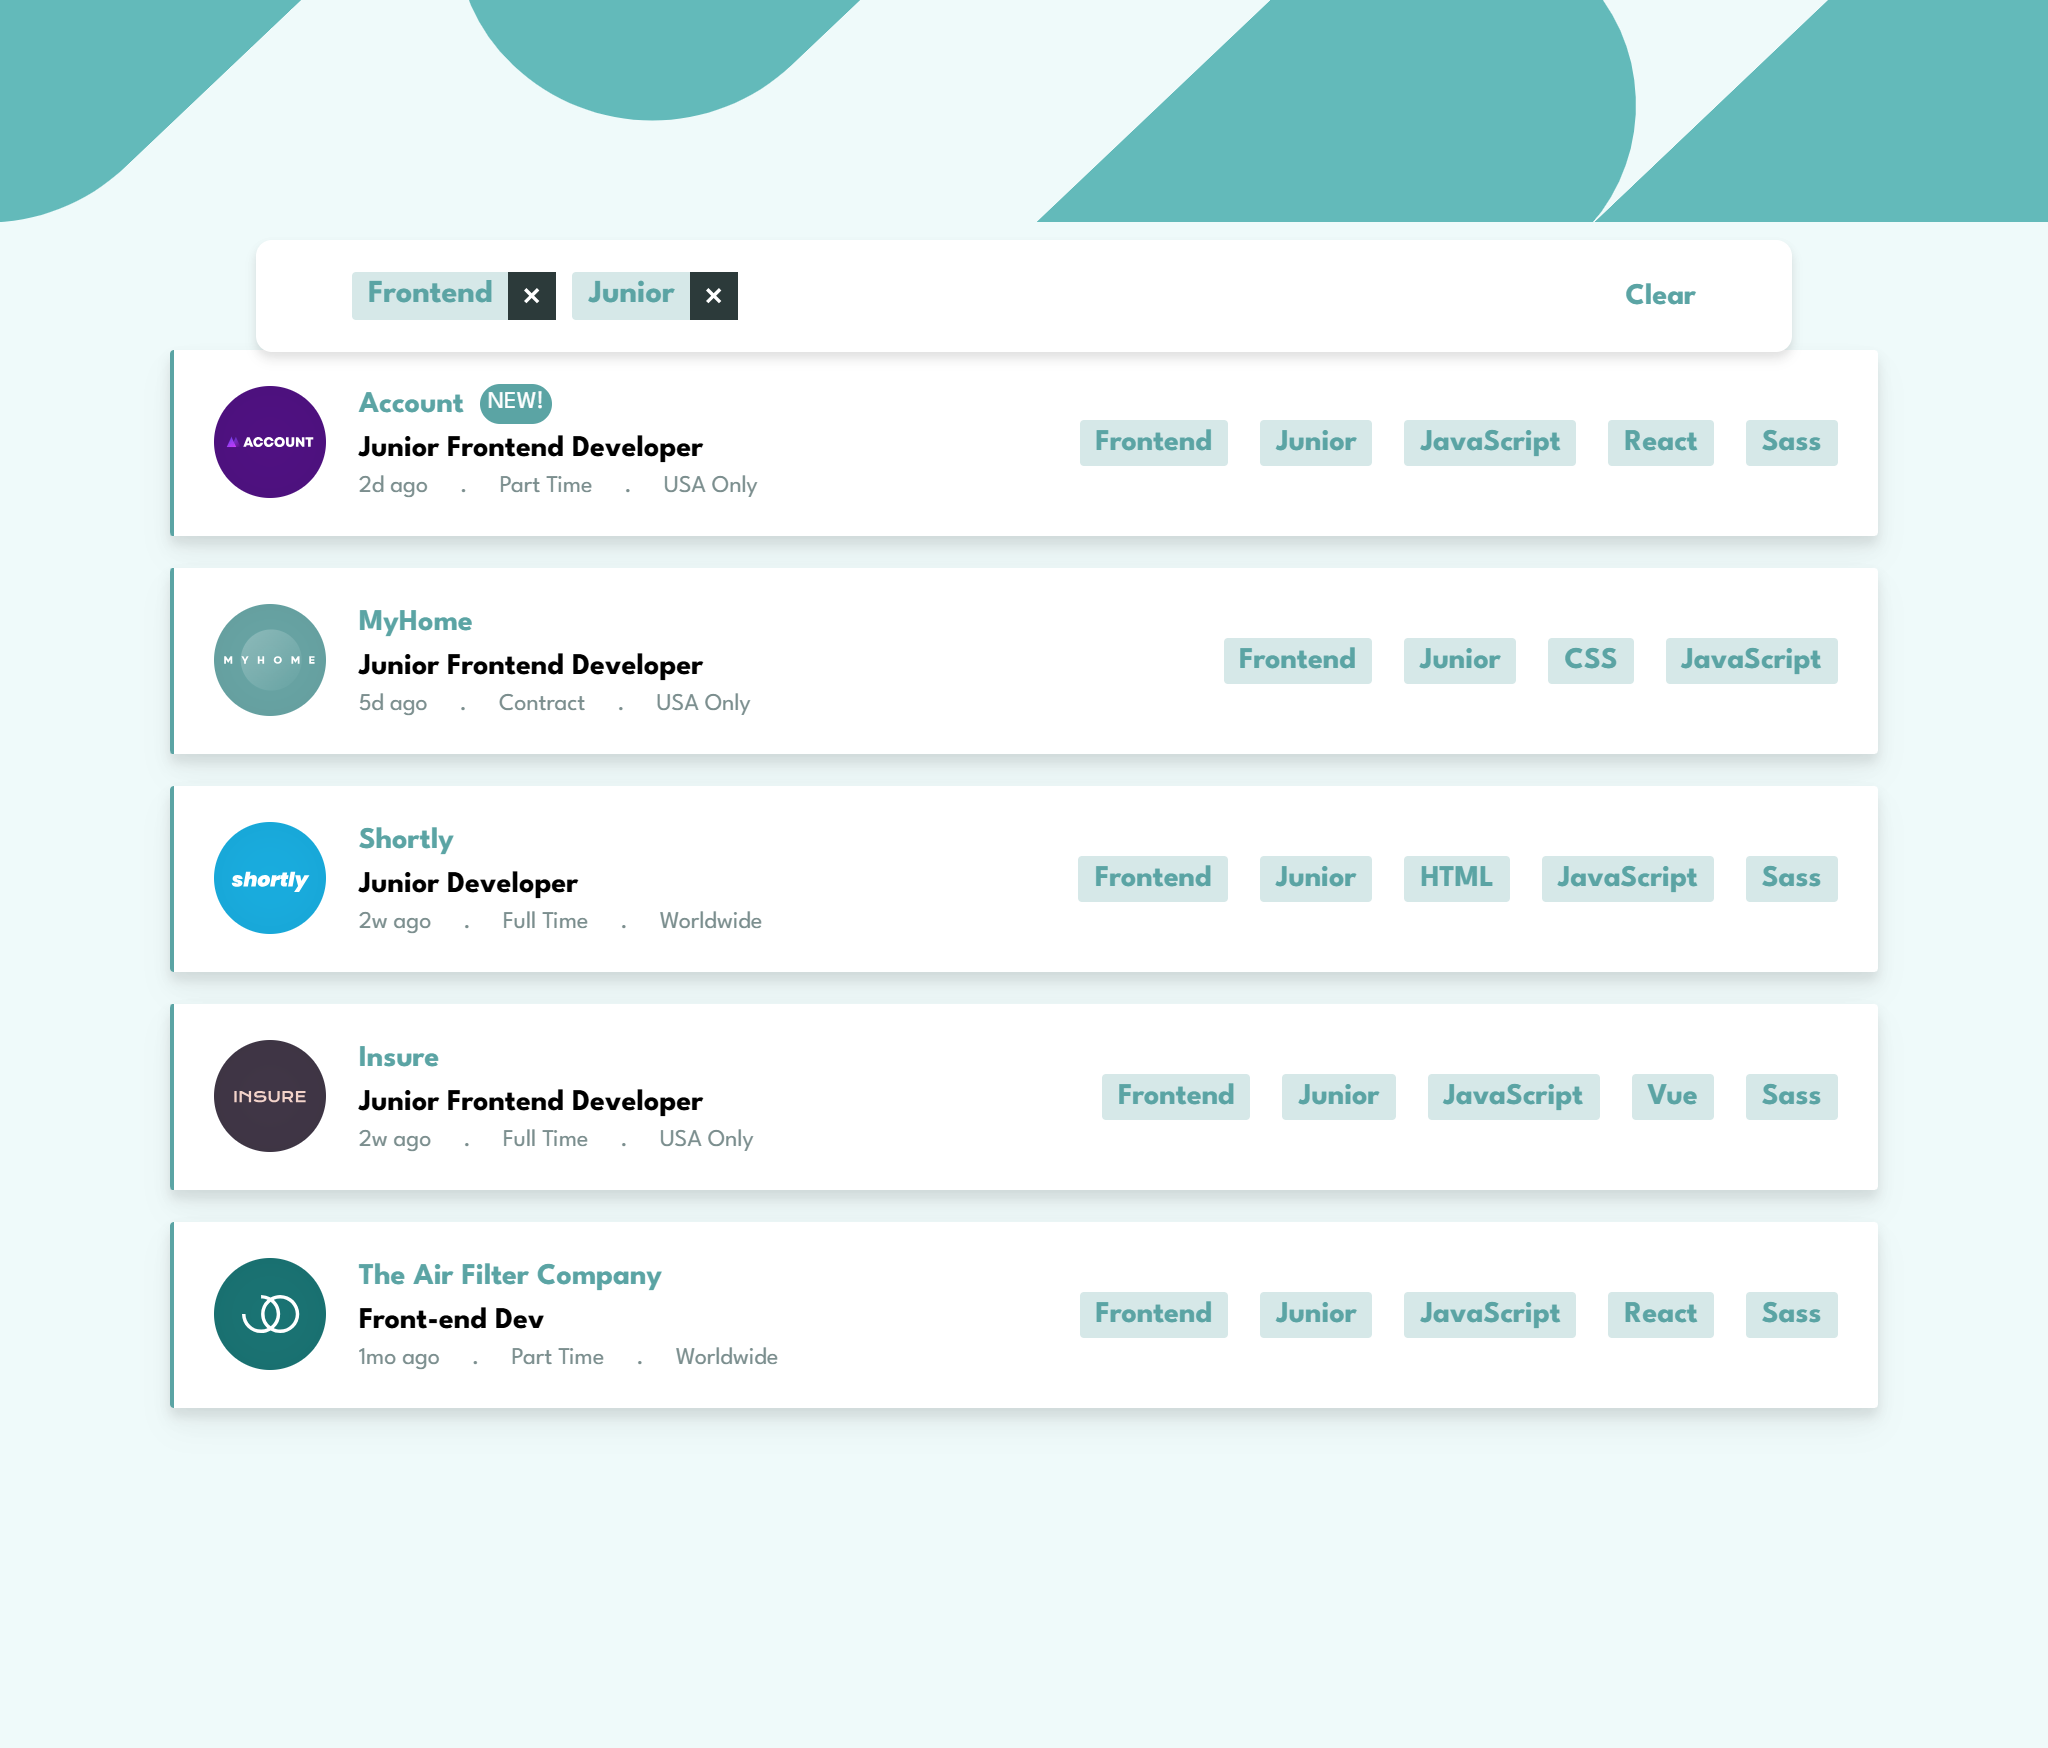 Frontend × Junior × Clear
ACCOUNT
Account NEW!
Junior Frontend Developer
2d ago . Part Time . USA Only
Frontend Junior JavaScript React Sass
MYHOME
MyHome
Junior Frontend Developer
5d ago . Contract . USA Only
Frontend Junior CSS JavaScript
shortly
Shortly
Junior Developer
2w ago . Full Time . Worldwide
Frontend Junior HTML JavaScript Sass
INSURE
Insure
Junior Frontend Developer
2w ago . Full Time . USA Only
Frontend Junior JavaScript Vue Sass
The Air Filter Company
Front-end Dev
1mo ago . Part Time . Worldwide
Frontend Junior JavaScript React Sass